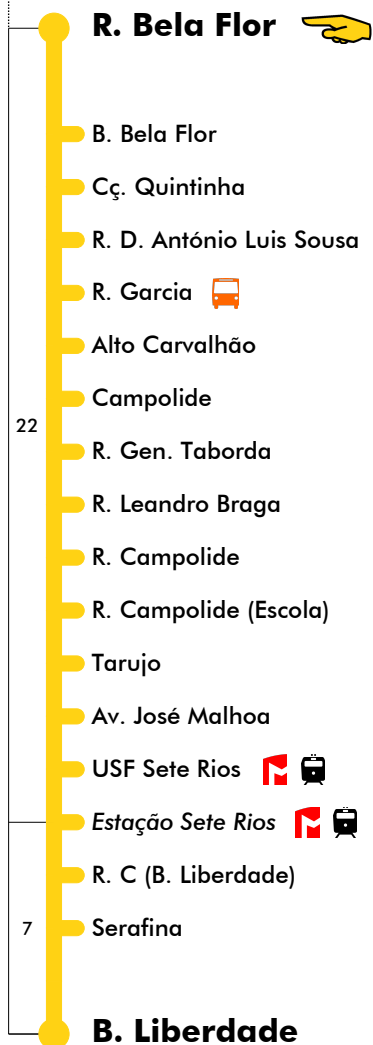 R. Bela Flor
B. Bela Flor
Cç. Quintinha
R. D. António Luis Sousa
R. Garcia
Alto Carvalhão
Campolide
22
R. Gen. Taborda
R. Leandro Braga
R. Campolide
R. Campolide (Escola)
Tarujo
Av. José Malhoa
USF Sete Rios
Estação Sete Rios
R. C (B. Liberdade)
7
Serafina
B. Liberdade